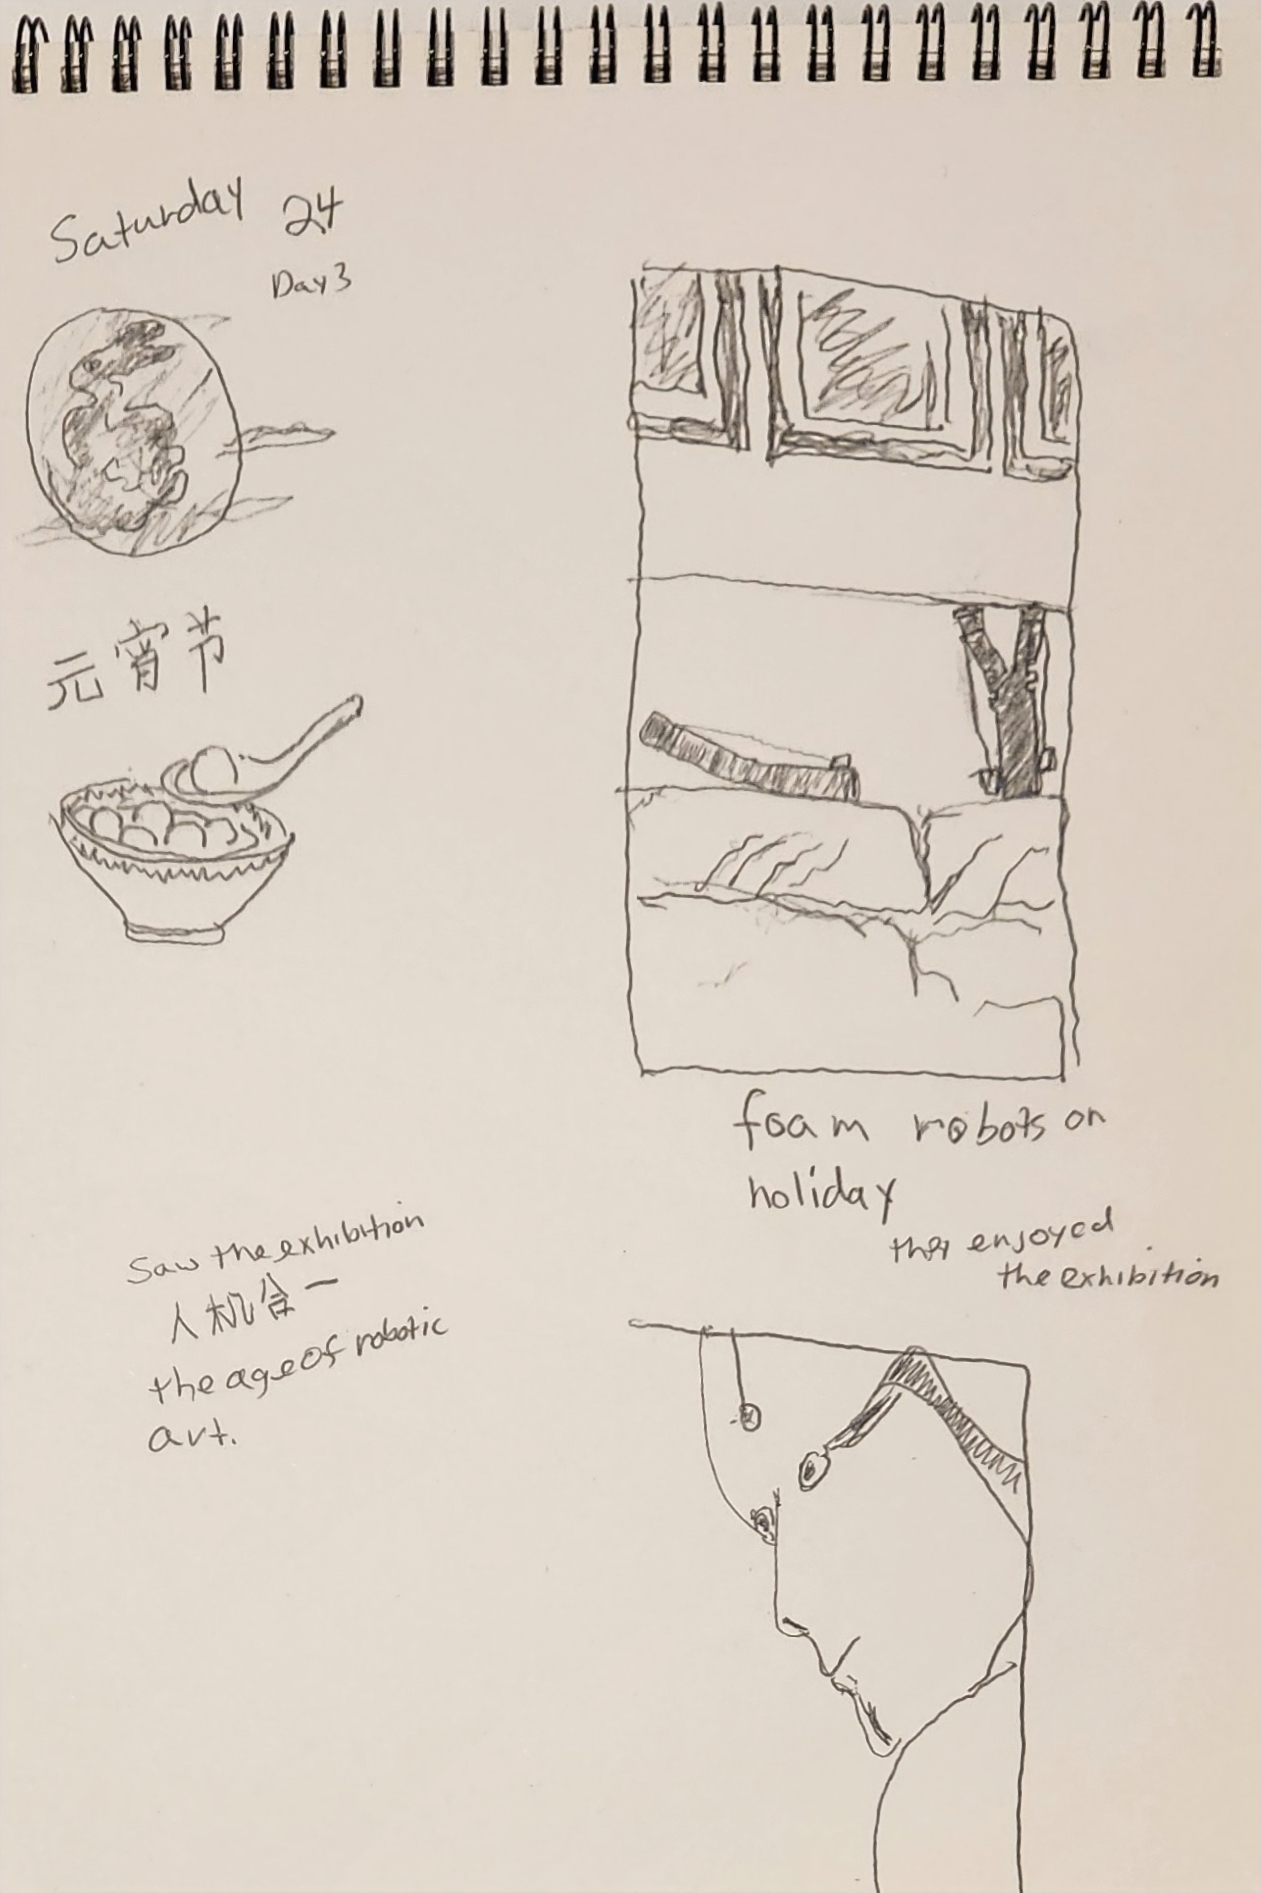 Saturday 24
Day 3
元宵节
foam robots on
holiday
they enjoyed
the exhibition
Saw the exhibition
人机合一
the age of robotic
art.